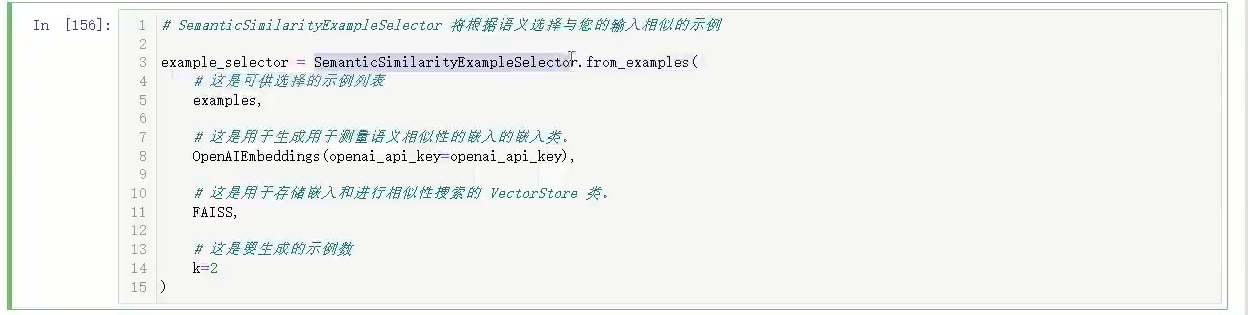 In [156]:
1 # SemanticSimilarityExampleSelector 将根据语义选择与您的输入相似的示例
2
3 example_selector = SemanticSimilarityExampleSelector.from_examples(
4 # 这是可供选择的示例列表
5 examples,
6
7 # 这是用于生成用于测量语义相似性的嵌入的嵌入类。
8 OpenAIEmbeddings(openai_api_key=openai_api_key),
9
10 # 这是用于存储嵌入和进行相似性搜索的 VectorStore 类。
11 FAISS,
12
13 # 这是要生成的示例数
14 k=2
15 )